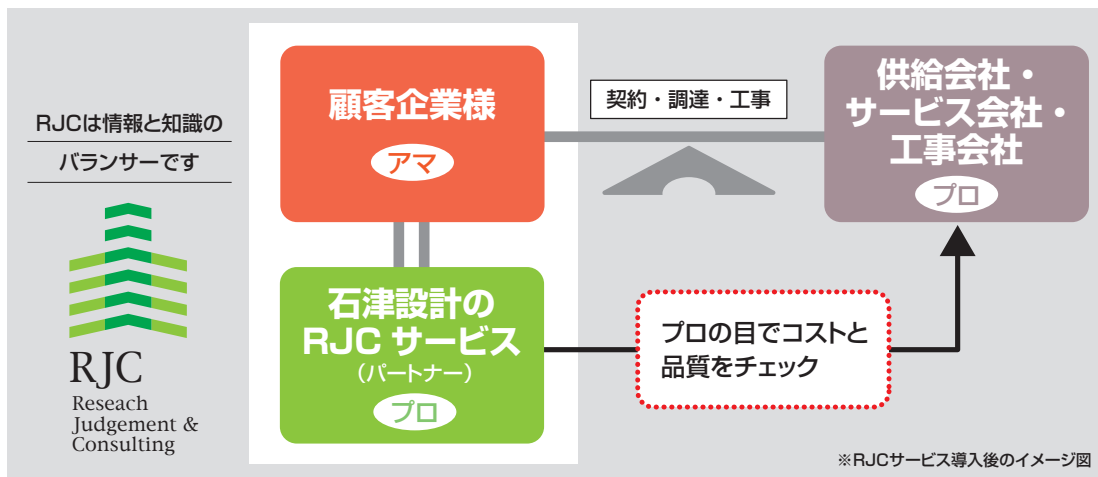 RJCは情報と知識の
バランサーです
RJC
Reseach
Judgement &
Consulting
顧客企業様
アマ
契約・調達・工事
供給会社・
サービス会社・
工事会社
プロ
石津設計の
RJC サービス
（パートナー）
プロ
プロの目でコストと
品質をチェック
※RJCサービス導入後のイメージ図